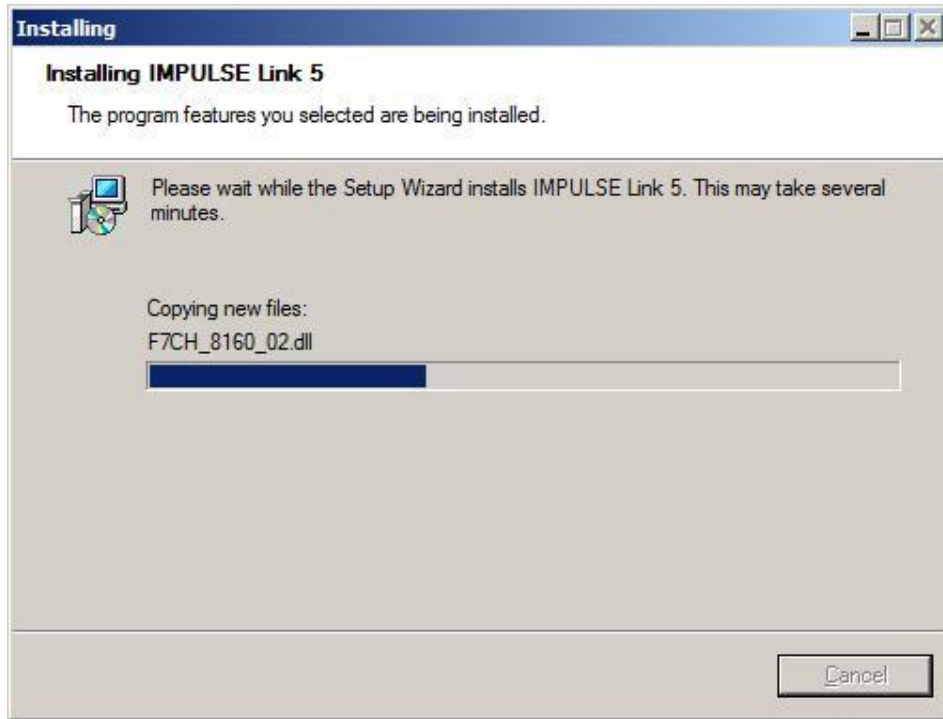 Installing
Installing IMPULSE Link 5
The program features you selected are being installed.
Please wait while the Setup Wizard installs IMPULSE Link 5. This may take several
minutes.
Copying new files:
F7CH_8160_02.dll
Cancel